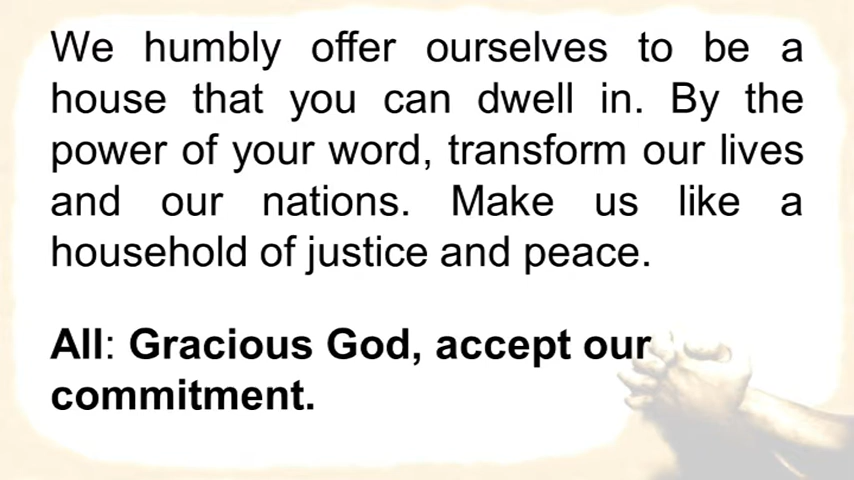 We humbly offer ourselves to be a
house that you can dwell in. By the
power of your word, transform our lives
and our nations. Make us like a
household of justice and peace.
All: Gracious God, accept our
commitment.